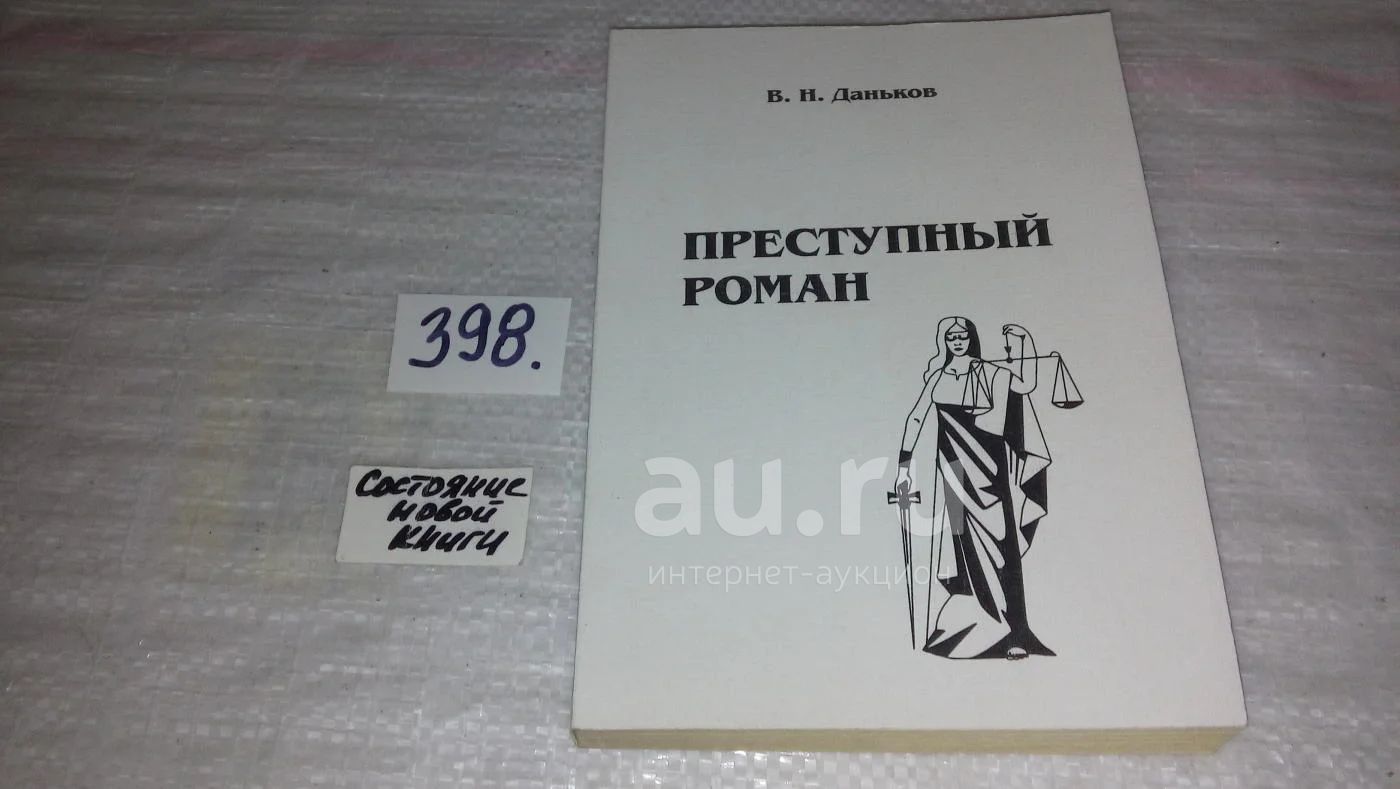 В. Н. Даньков
ПРЕСТУПНЫЙ
РОМАН
398.
Состояние
новой
книги
au.ru
интернет-аукцион